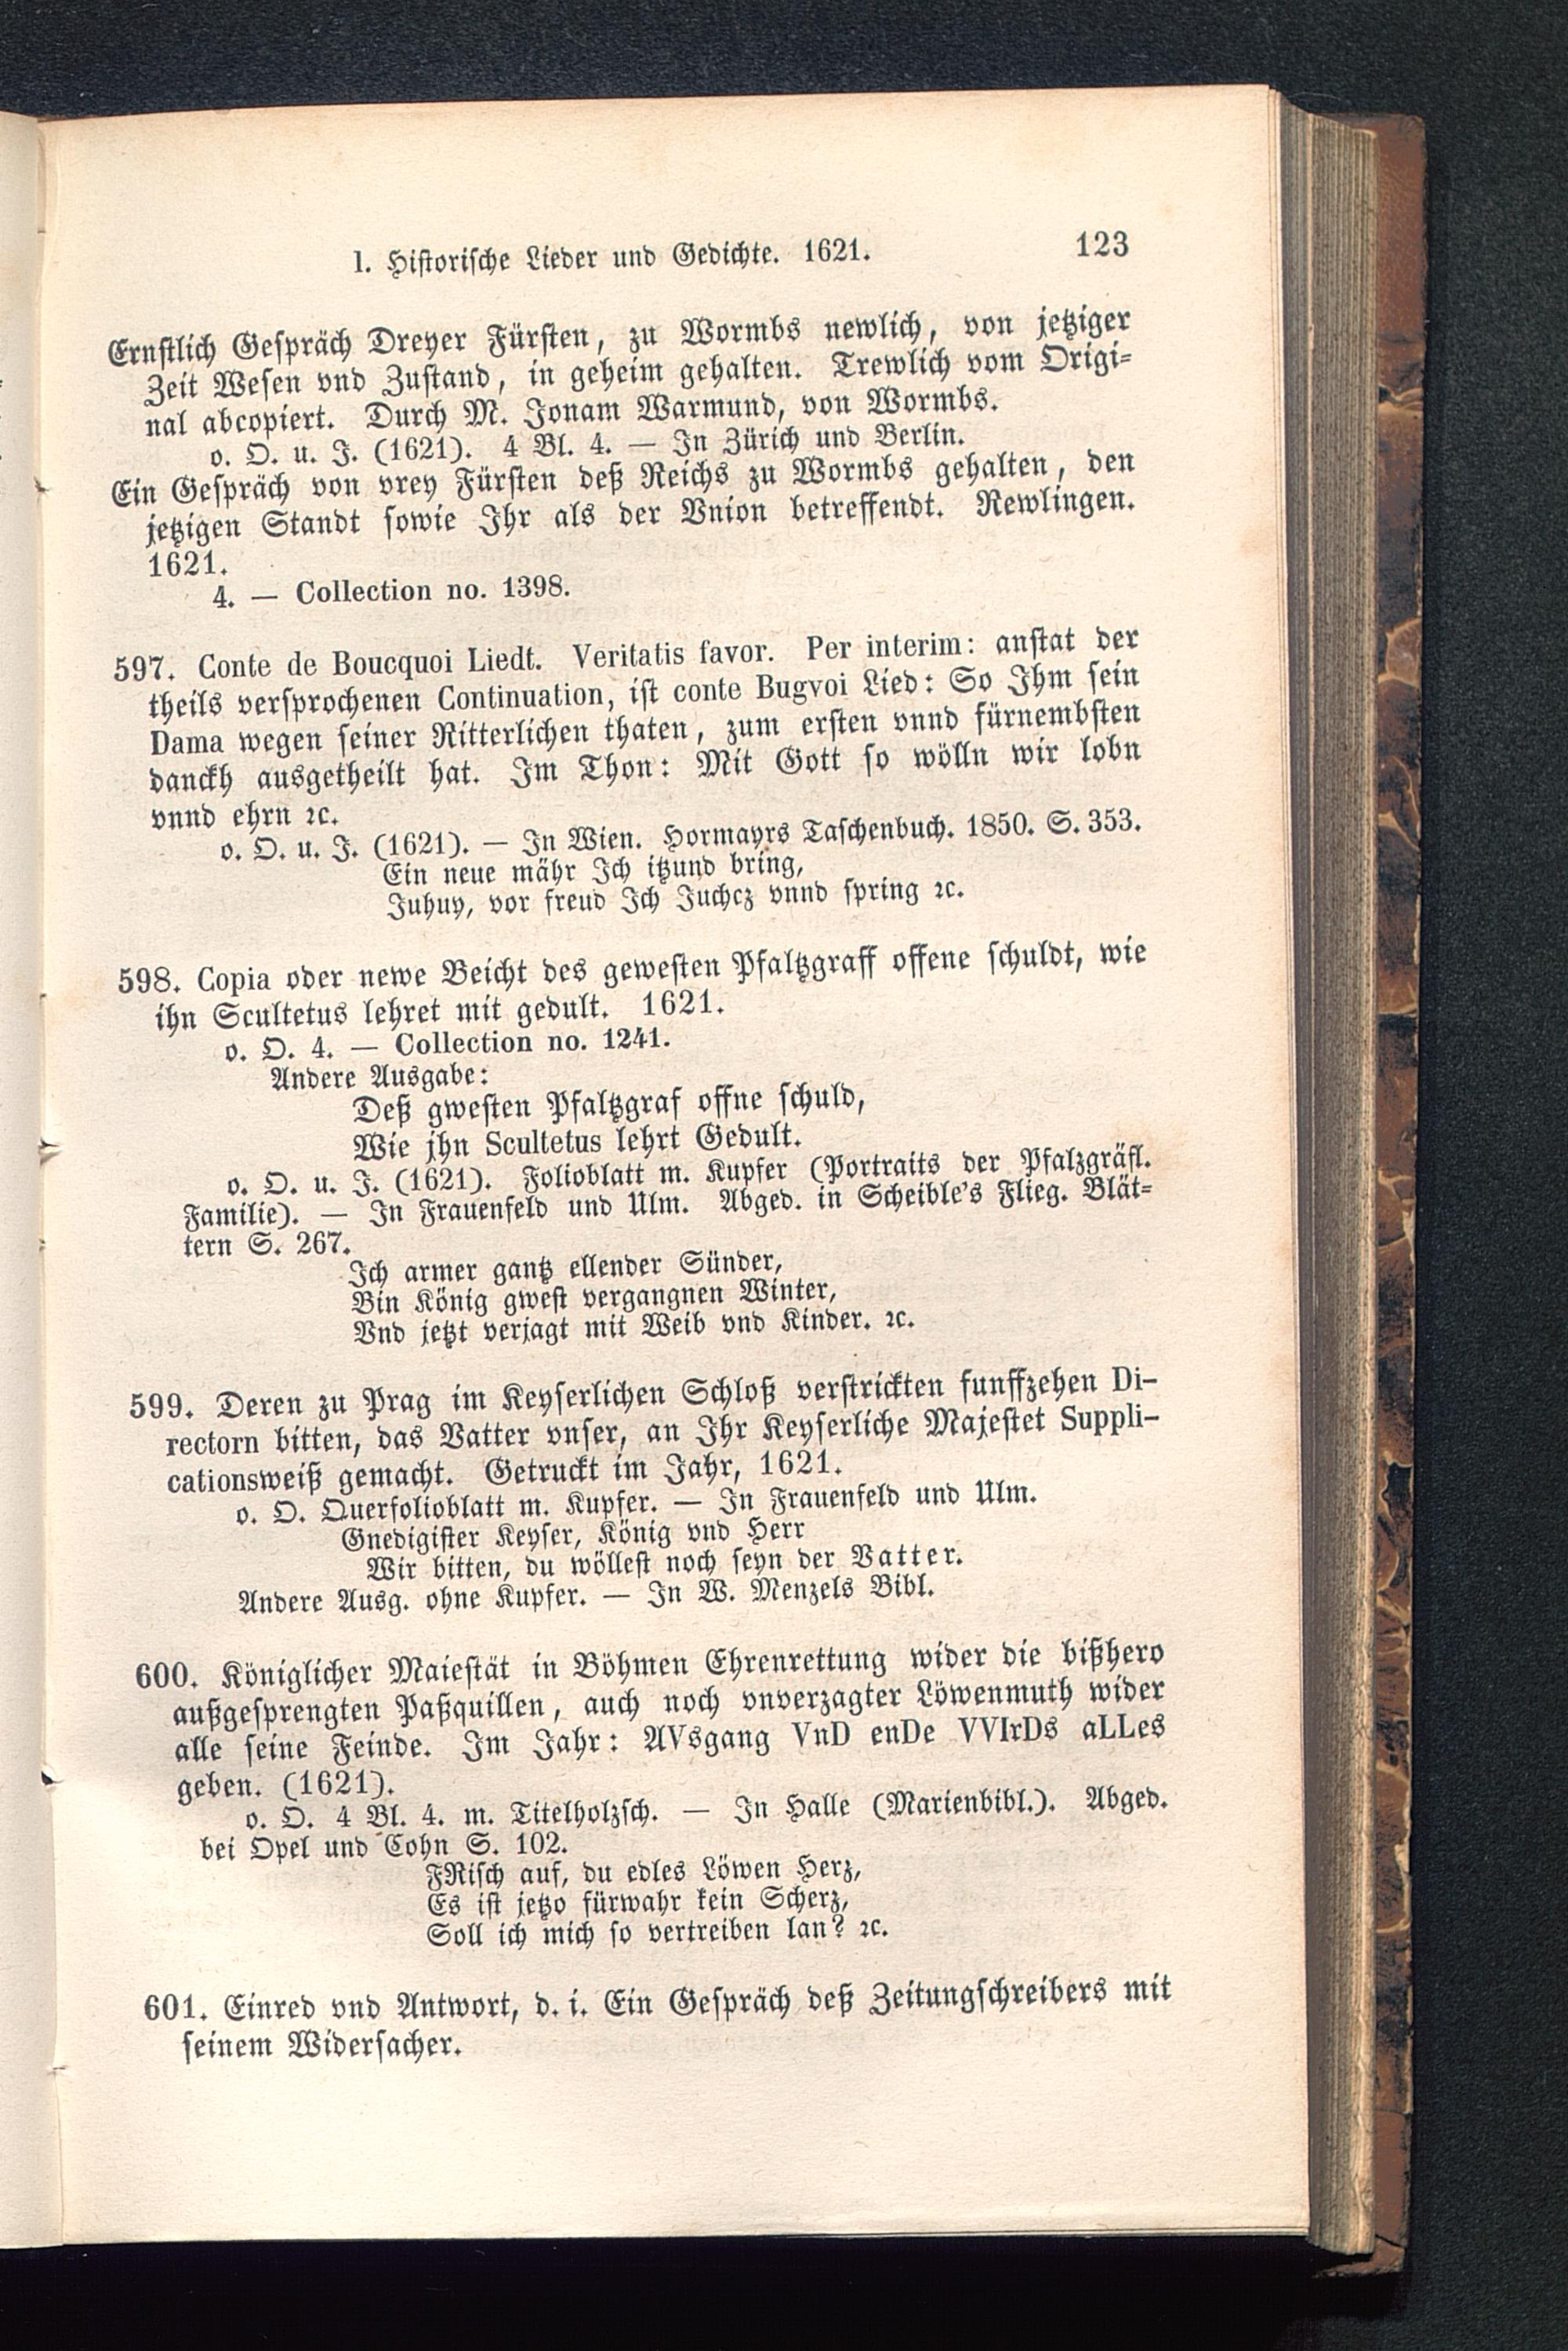 1. Historische Lieder und Gedichte. 1621. 123
Ernstlich Gespräch Dreyer Fürsten, zu Wormbs newlich, von jetziger
Zeit Wesen vnd Zustand, in geheim gehalten. Trewlich vom Origi-
nal abcopiert. Durch M. Jonam Warmund, von Wormbs.
o. O. u. J. (1621). 4 Bl. 4. — In Zürich und Berlin.
Ein Gespräch von vrey Fürsten deß Reichs zu Wormbs gehalten, den
jetzigen Standt sowie Ihr als der Vnion betreffendt. Newlingen.
1621.
4. — Collection no. 1398.
597. Conte de Boucquoi Liedt. Veritatis favor. Per interim: anstat der
theils versprochenen Continuation, ist conte Bugvoi Lied: So Ihm sein
Dama wegen seiner Ritterlichen thaten, zum ersten vnnd fürnembsten
danckh ausgetheilt hat. Im Thon: Mit Gott so wölln wir lobn
vnnd ehrn ꝛc.
o. O. u. J. (1621). — In Wien. Hormayrs Taschenbuch. 1850. S. 353.
Ein neue mähr Ich itzund bring,
Juhuy, vor freud Ich Juchcz vnnd spring ꝛc.
598. Copia oder newe Beicht des gewesten Pfaltzgraff offene schuldt, wie
ihn Scultetus lehret mit gedult. 1621.
o. O. 4. — Collection no. 1241.
Andere Ausgabe:
Deß gwesten Pfaltzgraf offne schuld,
Wie jhn Scultetus lehrt Gedult.
o. O. u. J. (1621). Folioblatt m. Kupfer (Portraits der Pfalzgräfl.
Familie). — In Frauenfeld und Ulm. Abged. in Scheible's Flieg. Blät-
tern S. 267.
Ich armer gantz ellender Sünder,
Bin König gwest vergangnen Winter,
Vnd jetzt verjagt mit Weib vnd Kinder. ꝛc.
599. Deren zu Prag im Keyserlichen Schloß verstrickten funffzehen Di-
rectorn bitten, das Vatter vnser, an Ihr Keyserliche Majestet Suppli-
cationsweiß gemacht. Getruckt im Jahr, 1621.
o. O. Querfolioblatt m. Kupfer. — In Frauenfeld und Ulm.
Gnedigister Keyser, König vnd Herr
Wir bitten, du wöllest noch seyn der Vatter.
Andere Ausg. ohne Kupfer. — In W. Menzels Bibl.
600. Königlicher Maiestät in Böhmen Ehrenrettung wider die bißhero
außgesprengten Paßquillen, auch noch vnverzagter Löwenmuth wider
alle seine Feinde. Im Jahr: AVsgang VnD enDe VVIrDs aLLes
geben. (1621).
o. O. 4 Bl. 4. m. Titelholzsch. — In Halle (Marienbibl.). Abged.
bei Opel und Cohn S. 102.
FRisch auf, du edles Löwen Herz,
Es ist jetzo fürwahr kein Scherz,
Soll ich mich so vertreiben lan? ꝛc.
601. Einred vnd Antwort, d. i. Ein Gespräch deß Zeitungschreibers mit
seinem Widersacher.